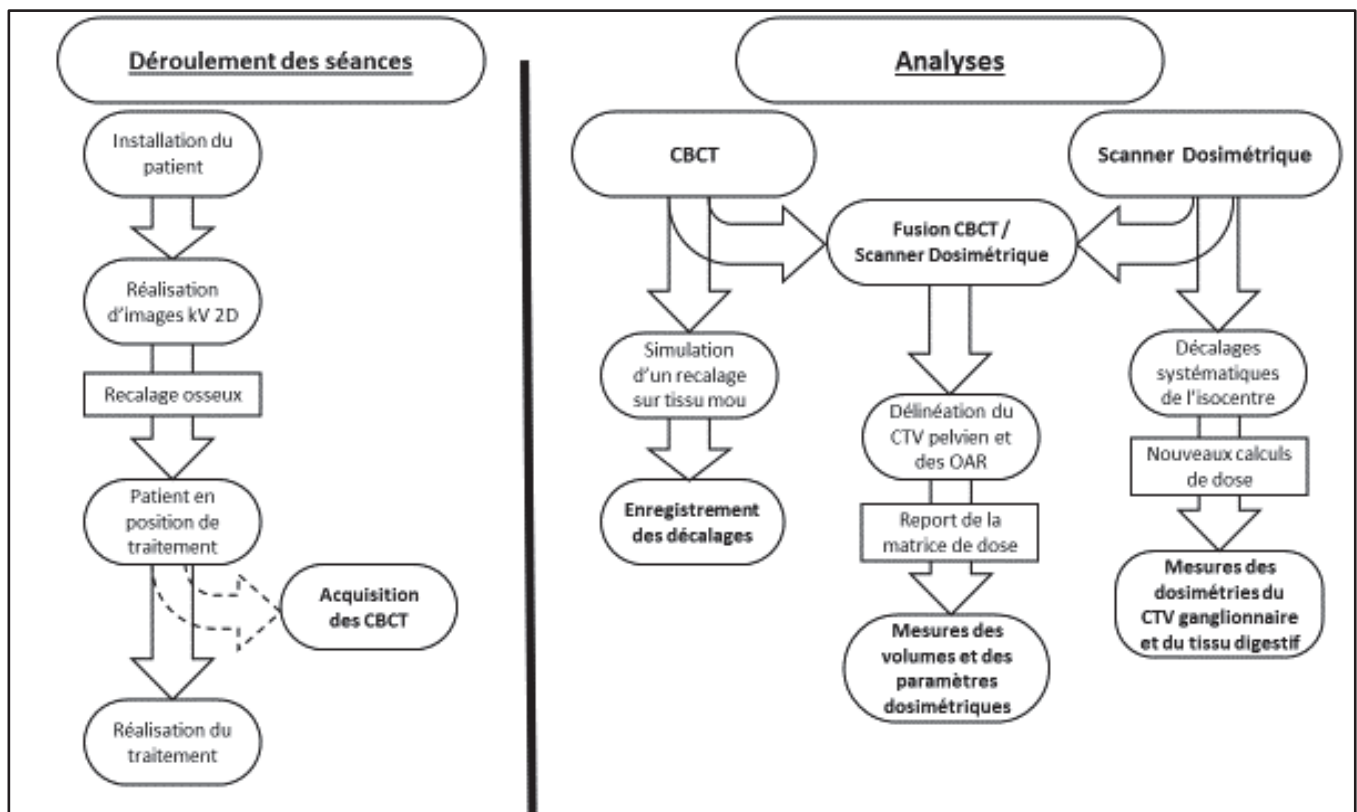 Déroulement des séances
Installation du
patient
Réalisation
d'images kV 2D
Recalage osseux
Patient en
position de
traitement
Acquisition
des CBCT
Réalisation du
traitement
Analyses
CBCT
Scanner Dosimétrique
Fusion CBCT /
Scanner Dosimétrique
Simulation
d'un recalage
sur tissu mou
Enregistrement
des décalages
Délinéation du
CTV pelvien et
des OAR
Report de la
matrice de dose
Mesures des
volumes et des
paramètres
dosimétriques
Décalages
systématiques
de l'isocentre
Nouveaux calculs
de dose
Mesures des
dosimétries du
CTV ganglionnaire
et du tissu digestif